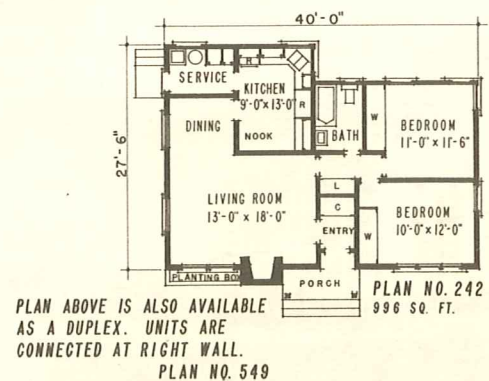 40'-0"
SERVICE
R
KITCHEN
9'-0"x 13'-0"
27'-6"
DINING
NOOK
R
BATH
W
BEDROOM
11'-0" x 11'-6"
LIVING ROOM
13'-0" x 18'-0"
L
C
ENTRY
W
BEDROOM
10'-0" x 12'-0"
PLANTING BOX
PORCH
PLAN NO. 242
996 SQ. FT.
PLAN ABOVE IS ALSO AVAILABLE
AS A DUPLEX. UNITS ARE
CONNECTED AT RIGHT WALL.
PLAN NO. 549